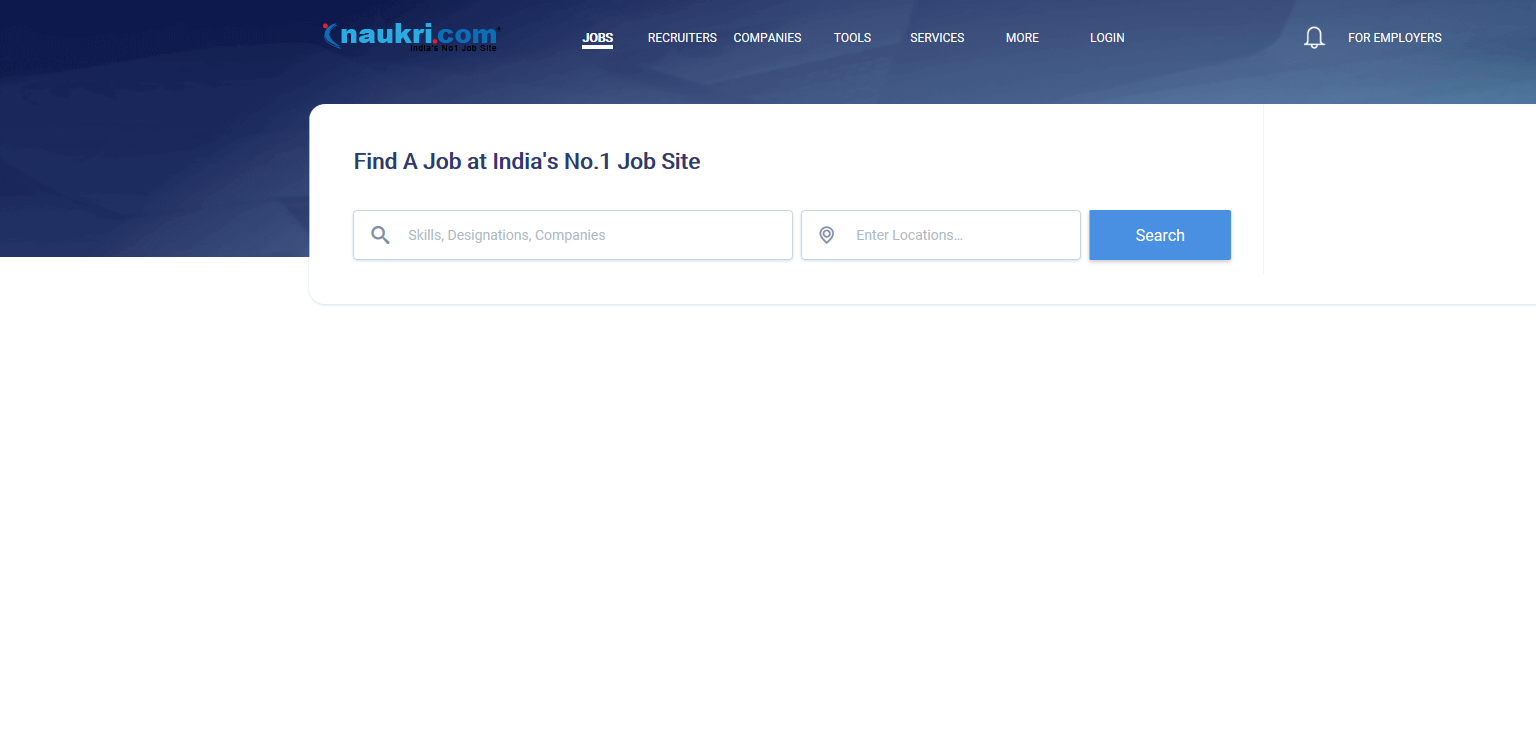 naukri.com
India's No1 Job Site
JOBS RECRUITERS COMPANIES TOOLS SERVICES MORE LOGIN FOR EMPLOYERS
Find A Job at India's No.1 Job Site
Skills, Designations, Companies Enter Locations... Search